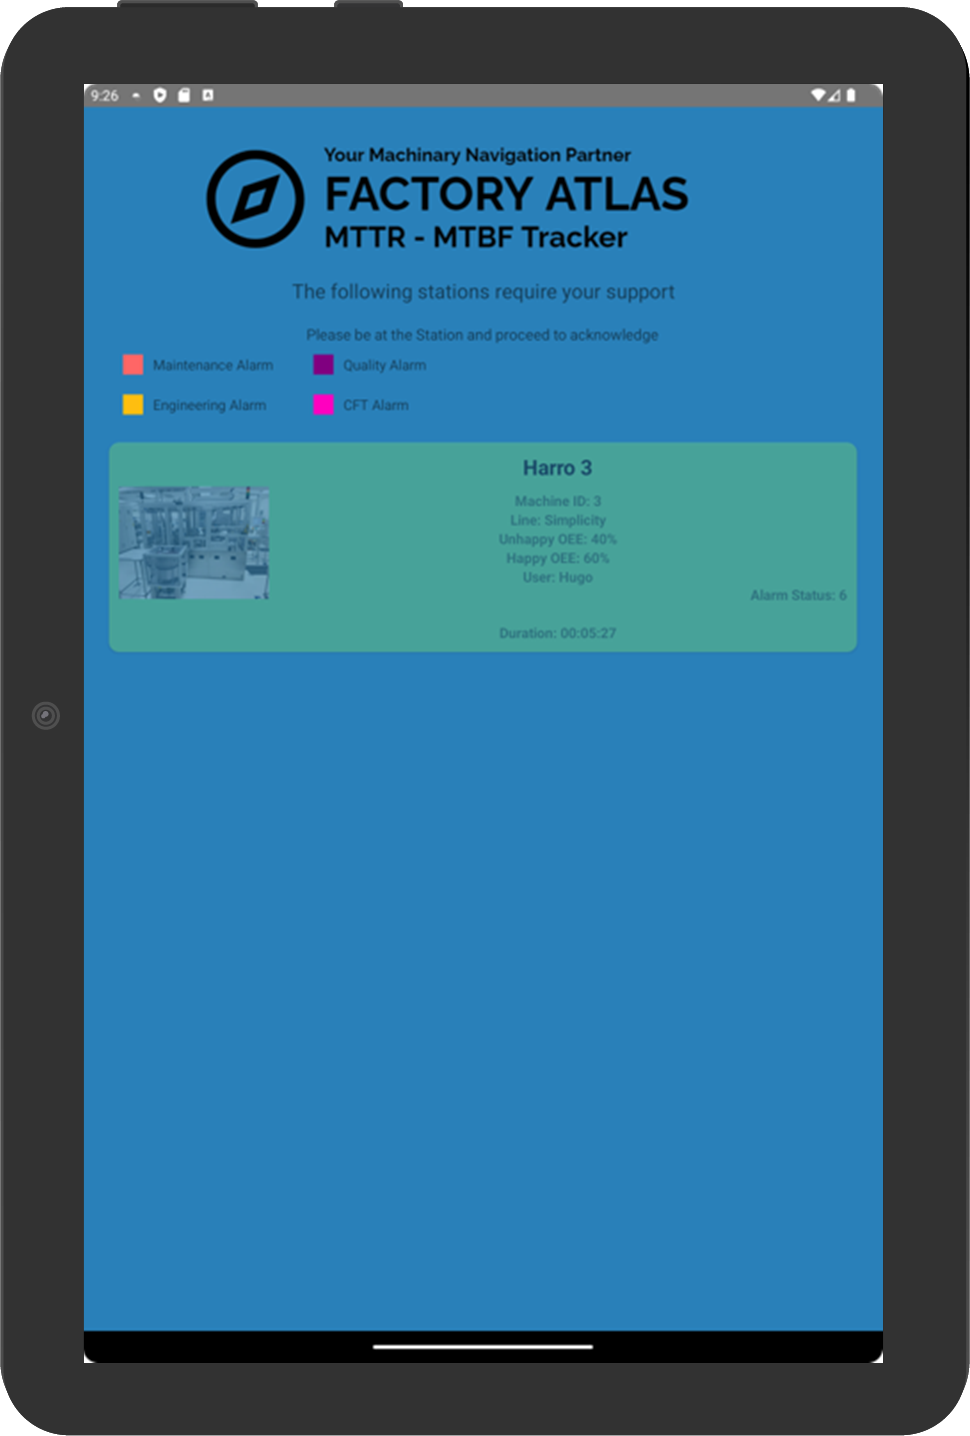 9:26
Your Machinary Navigation Partner
FACTORY ATLAS
MTTR - MTBF Tracker
The following stations require your support
Please be at the Station and proceed to acknowledge
Maintenance Alarm
Quality Alarm
Engineering Alarm
CFT Alarm
Harro 3
Machine ID: 3
Line: Simplicity
Unhappy OEE: 40%
Happy OEE: 60%
User: Hugo
Alarm Status: 6
Duration: 00:05:27